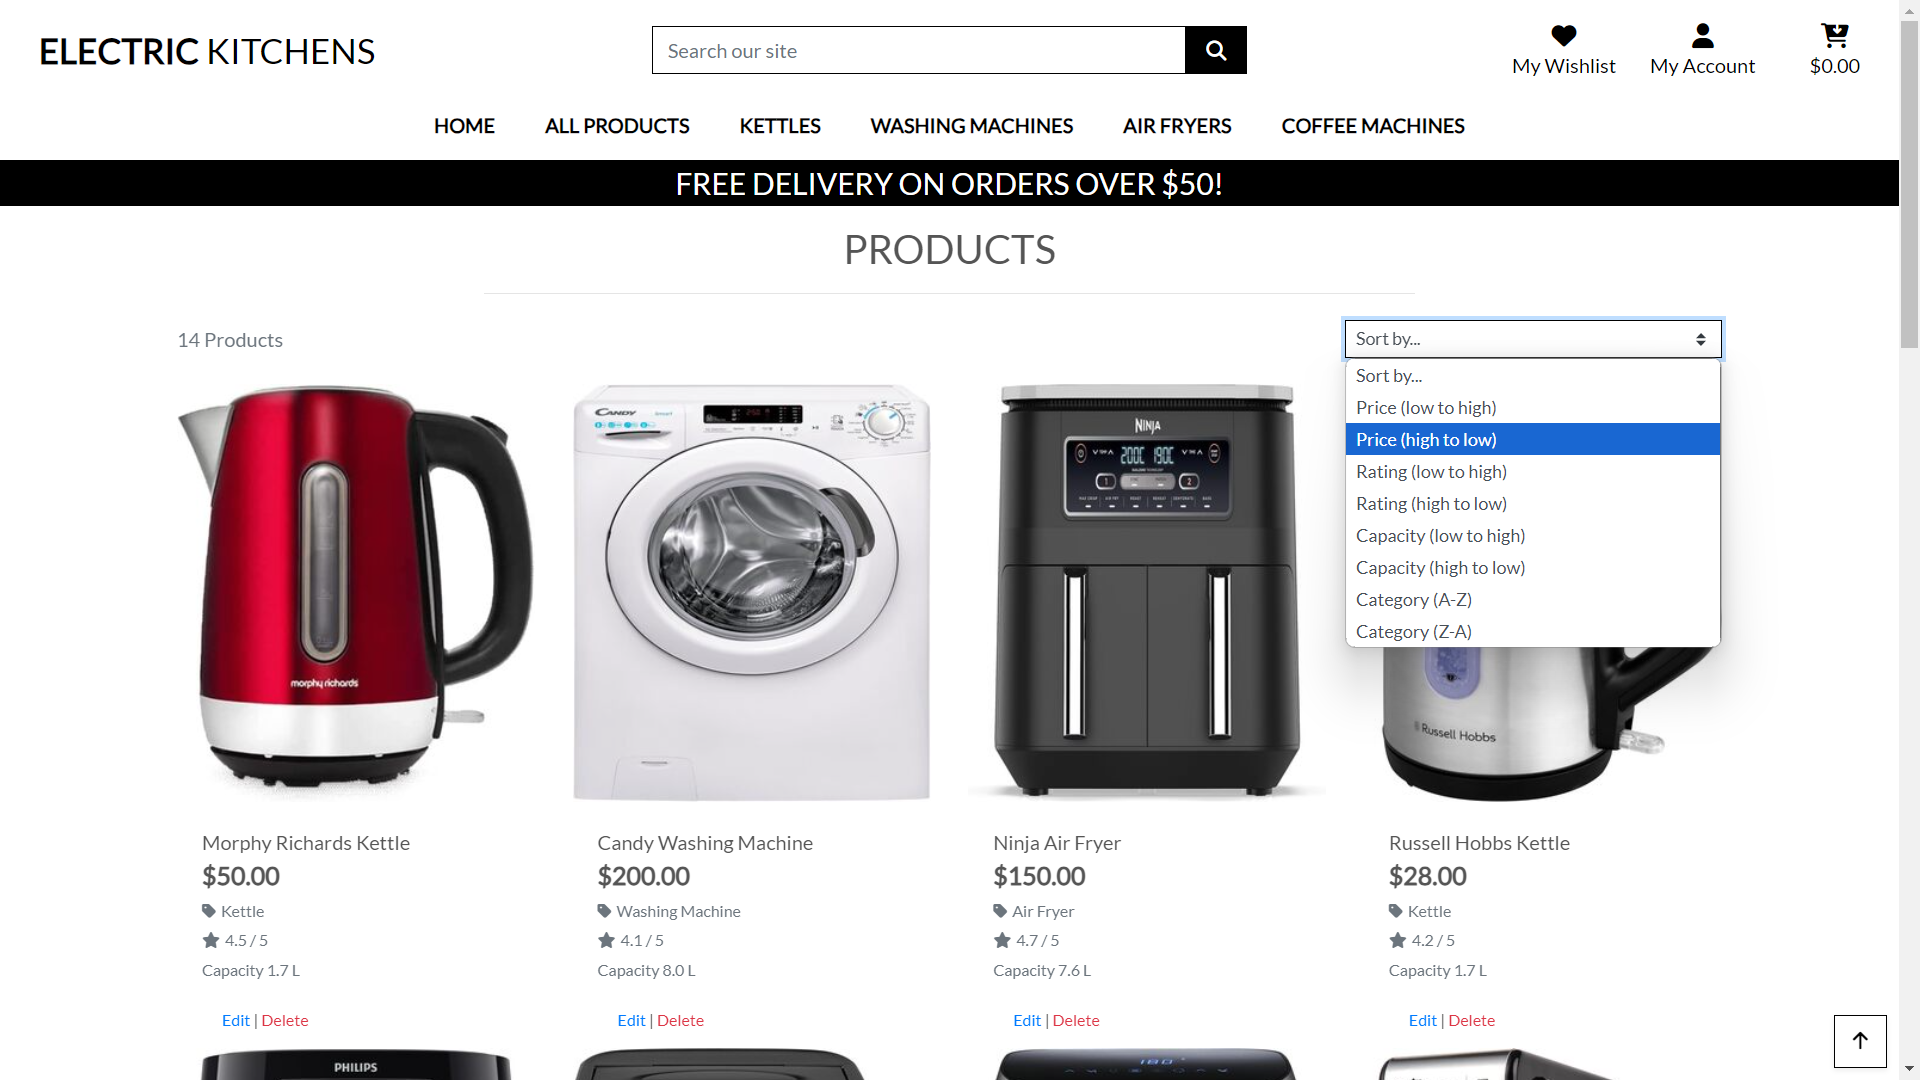 ELECTRIC KITCHENS
Search our site
My Wishlist
My Account
$0.00
HOME
ALL PRODUCTS
KETTLES
WASHING MACHINES
AIR FRYERS
COFFEE MACHINES
FREE DELIVERY ON ORDERS OVER $50!
PRODUCTS
14 Products
Sort by...
Sort by...
Price (low to high)
Price (high to low)
Rating (low to high)
Rating (high to low)
Capacity (low to high)
Capacity (high to low)
Category (A-Z)
Category (Z-A)
morphy richards
CANDY
Smart
NINJA
200C 190C
1
2
Russell Hobbs
Morphy Richards Kettle
$50.00
Kettle
4.5 / 5
Capacity 1.7 L
Edit | Delete
Candy Washing Machine
$200.00
Washing Machine
4.1 / 5
Capacity 8.0 L
Edit | Delete
Ninja Air Fryer
$150.00
Air Fryer
4.7 / 5
Capacity 7.6 L
Edit | Delete
Russell Hobbs Kettle
$28.00
Kettle
4.2 / 5
Capacity 1.7 L
Edit | Delete
PHILIPS
180